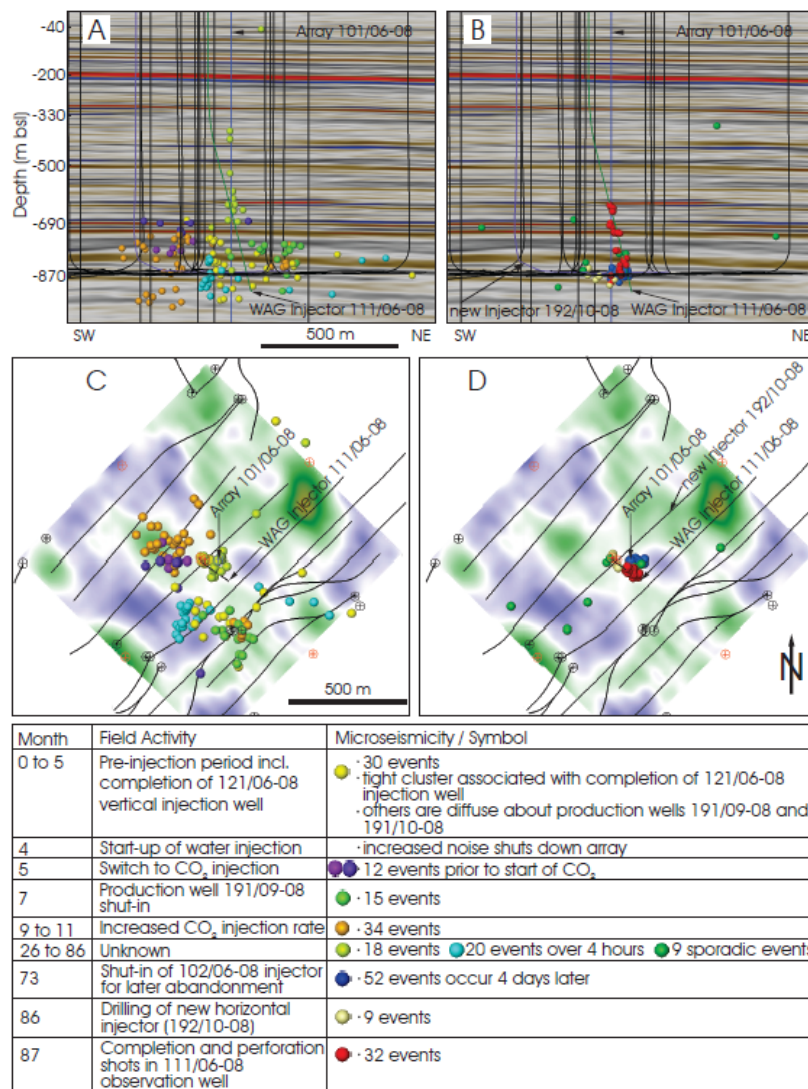 A
Array 101/06-08
B
Array 101/06-08
-40
-200
-330
-500
-690
-870
Depth (m bsl)
WAG Injector 111/06-08
new Injector 192/10-08
WAG Injector 111/06-08
SW
500 m
NE
SW
NE
C
Array 101/06-08
WAG Injector 111/06-08
500 m
D
Array 101/06-08
new Injector 192/10-08
WAG Injector 111/06-08
N
Month Field Activity Microseismicity / Symbol
0 to 5 Pre-injection period incl. · 30 events
completion of 121/06-08 · tight cluster associated with completion of 121/06-08
vertical injection well injection well
· others are diffuse about production wells 191/09-08 and
191/10-08
4 Start-up of water injection · increased noise shuts down array
5 Switch to CO₂ injection · 12 events prior to start of CO₂
7 Production well 191/09-08 · 15 events
shut-in
9 to 11 Increased CO₂ injection rate · 34 events
26 to 86 Unknown · 18 events 20 events over 4 hours 9 sporadic events
73 Shut-in of 102/06-08 injector · 52 events occur 4 days later
for later abandonment
86 Drilling of new horizontal · 9 events
injector (192/10-08)
87 Completion and perforation · 32 events
shots in 111/06-08
observation well